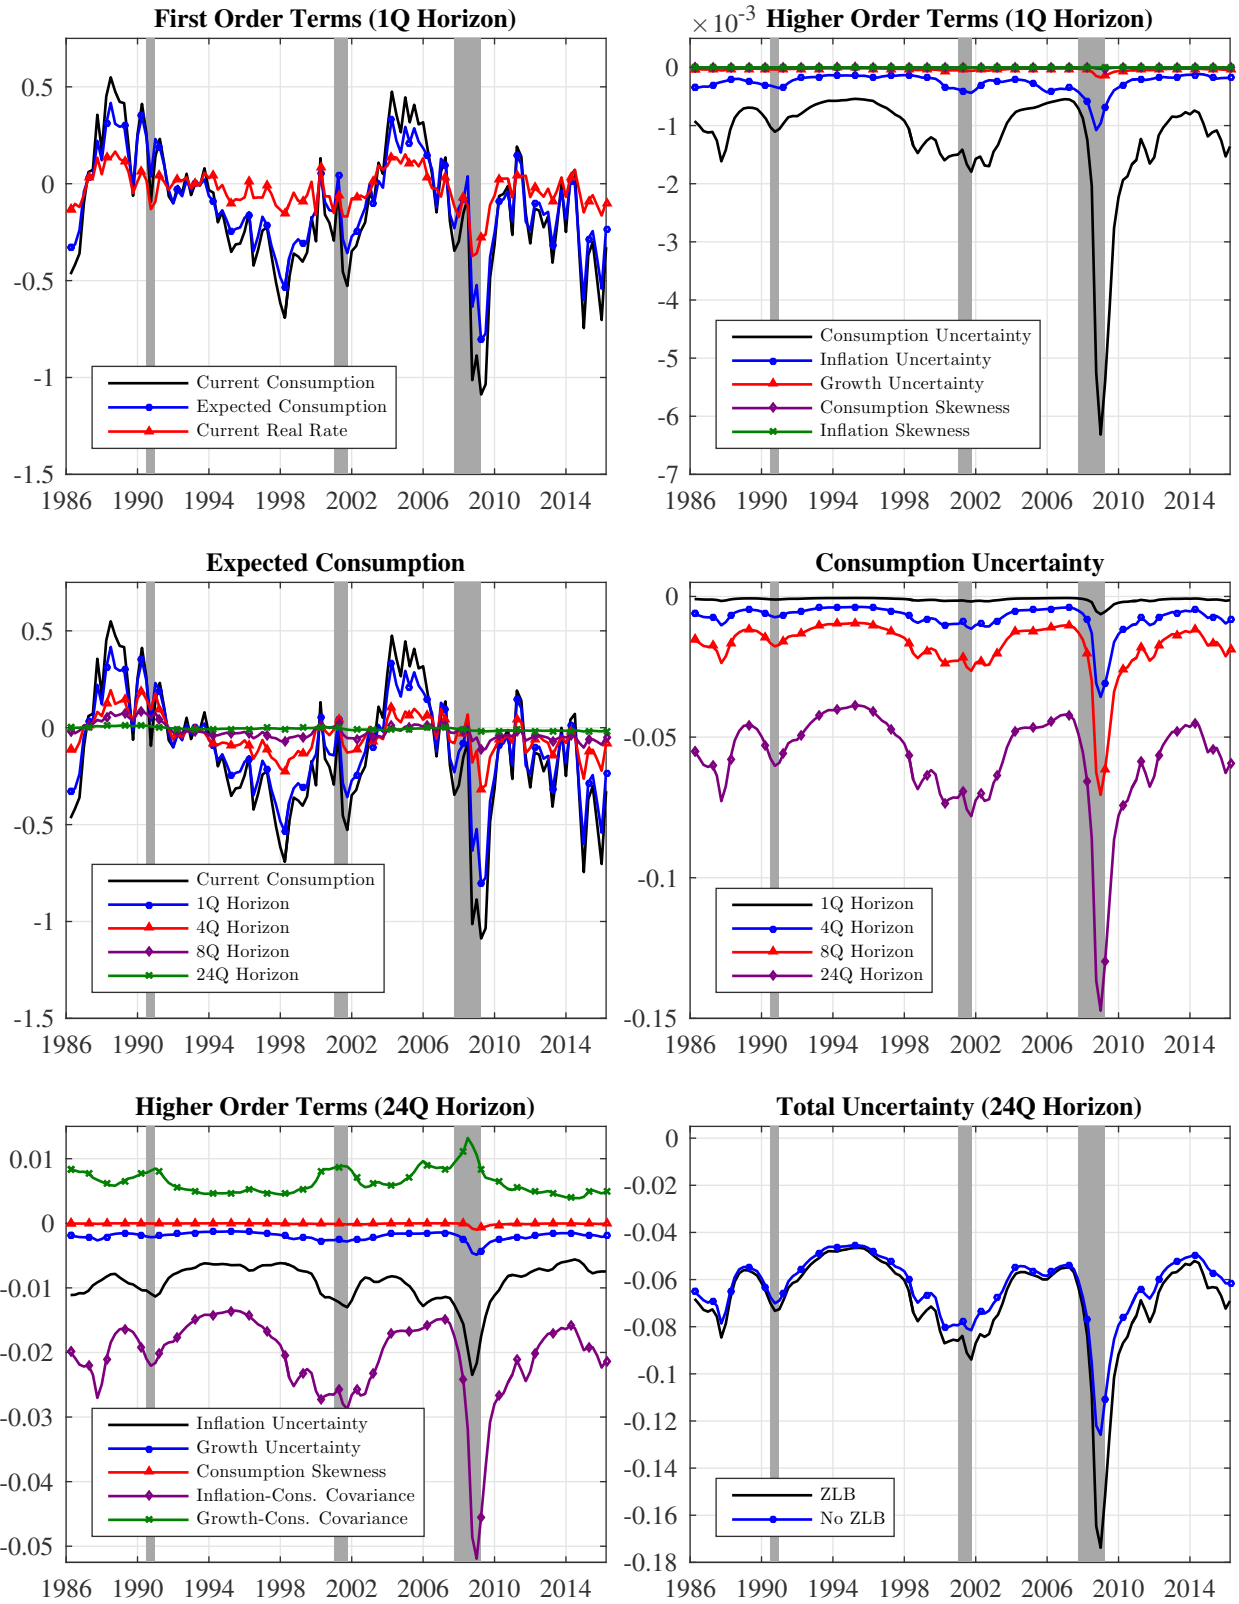 First Order Terms (1Q Horizon)
0.5
0
-0.5
-1
-1.5
1986 1990 1994 1998 2002 2006 2010 2014
Current Consumption
Expected Consumption
Current Real Rate
×10⁻³ Higher Order Terms (1Q Horizon)
0
-1
-2
-3
-4
-5
-6
-7
1986 1990 1994 1998 2002 2006 2010 2014
Consumption Uncertainty
Inflation Uncertainty
Growth Uncertainty
Consumption Skewness
Inflation Skewness
Expected Consumption
0.5
0
-0.5
-1
-1.5
1986 1990 1994 1998 2002 2006 2010 2014
Current Consumption
1Q Horizon
4Q Horizon
8Q Horizon
24Q Horizon
Consumption Uncertainty
0
-0.05
-0.1
-0.15
1986 1990 1994 1998 2002 2006 2010 2014
1Q Horizon
4Q Horizon
8Q Horizon
24Q Horizon
Higher Order Terms (24Q Horizon)
0.01
0
-0.01
-0.02
-0.03
-0.04
-0.05
1986 1990 1994 1998 2002 2006 2010 2014
Inflation Uncertainty
Growth Uncertainty
Consumption Skewness
Inflation-Cons. Covariance
Growth-Cons. Covariance
Total Uncertainty (24Q Horizon)
0
-0.02
-0.04
-0.06
-0.08
-0.1
-0.12
-0.14
-0.16
-0.18
1986 1990 1994 1998 2002 2006 2010 2014
ZLB
No ZLB